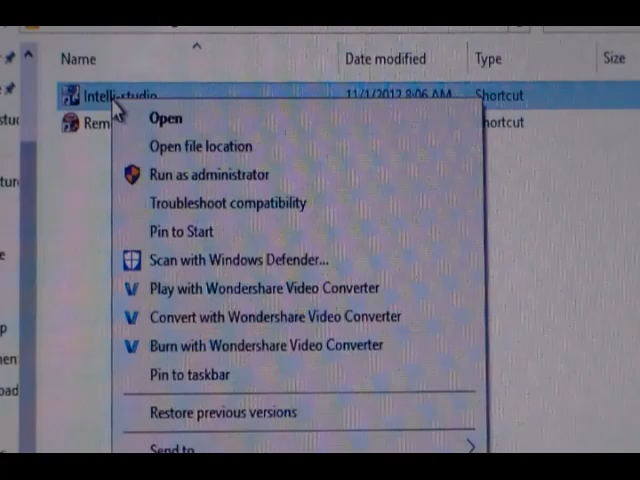 Name Date modified Type Size
Intelli-studio 11/1/2012 8:06 AM Shortcut
Rem hortcut
Open
Open file location
Run as administrator
Troubleshoot compatibility
Pin to Start
Scan with Windows Defender...
Play with Wondershare Video Converter
Convert with Wondershare Video Converter
Burn with Wondershare Video Converter
Pin to taskbar
Restore previous versions
Send to